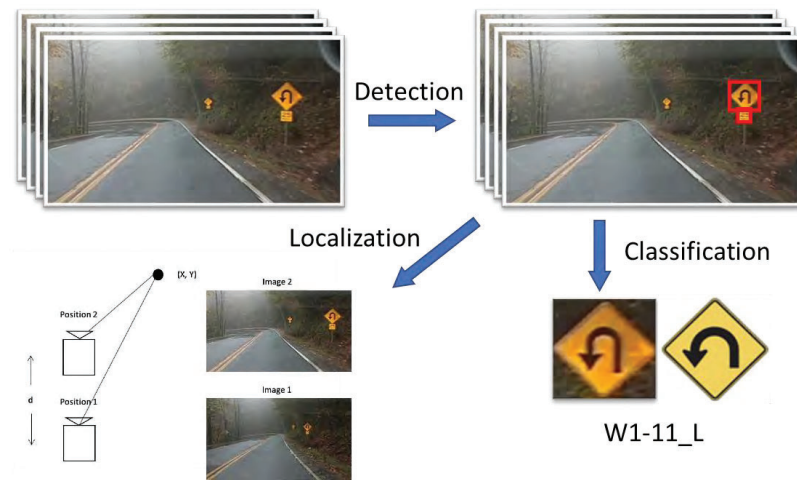 Detection
Localization
Classification
(X, Y)
Image 2
Position 2
d
Position 1
Image 1
W1-11_L